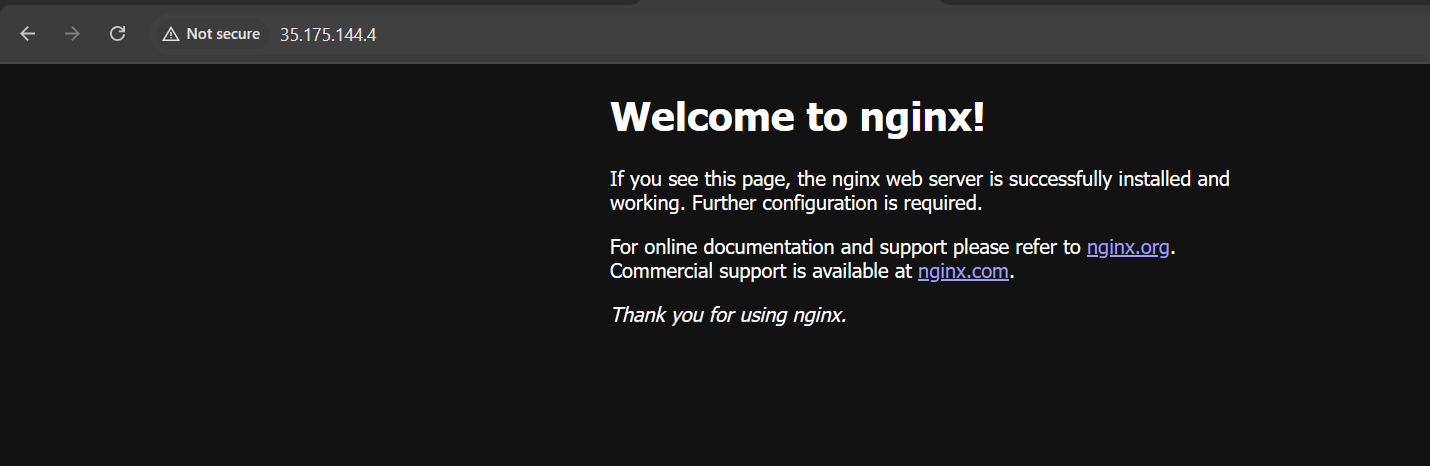 Not secure 35.175.144.4
Welcome to nginx!
If you see this page, the nginx web server is successfully installed and
working. Further configuration is required.
For online documentation and support please refer to nginx.org.
Commercial support is available at nginx.com.
Thank you for using nginx.